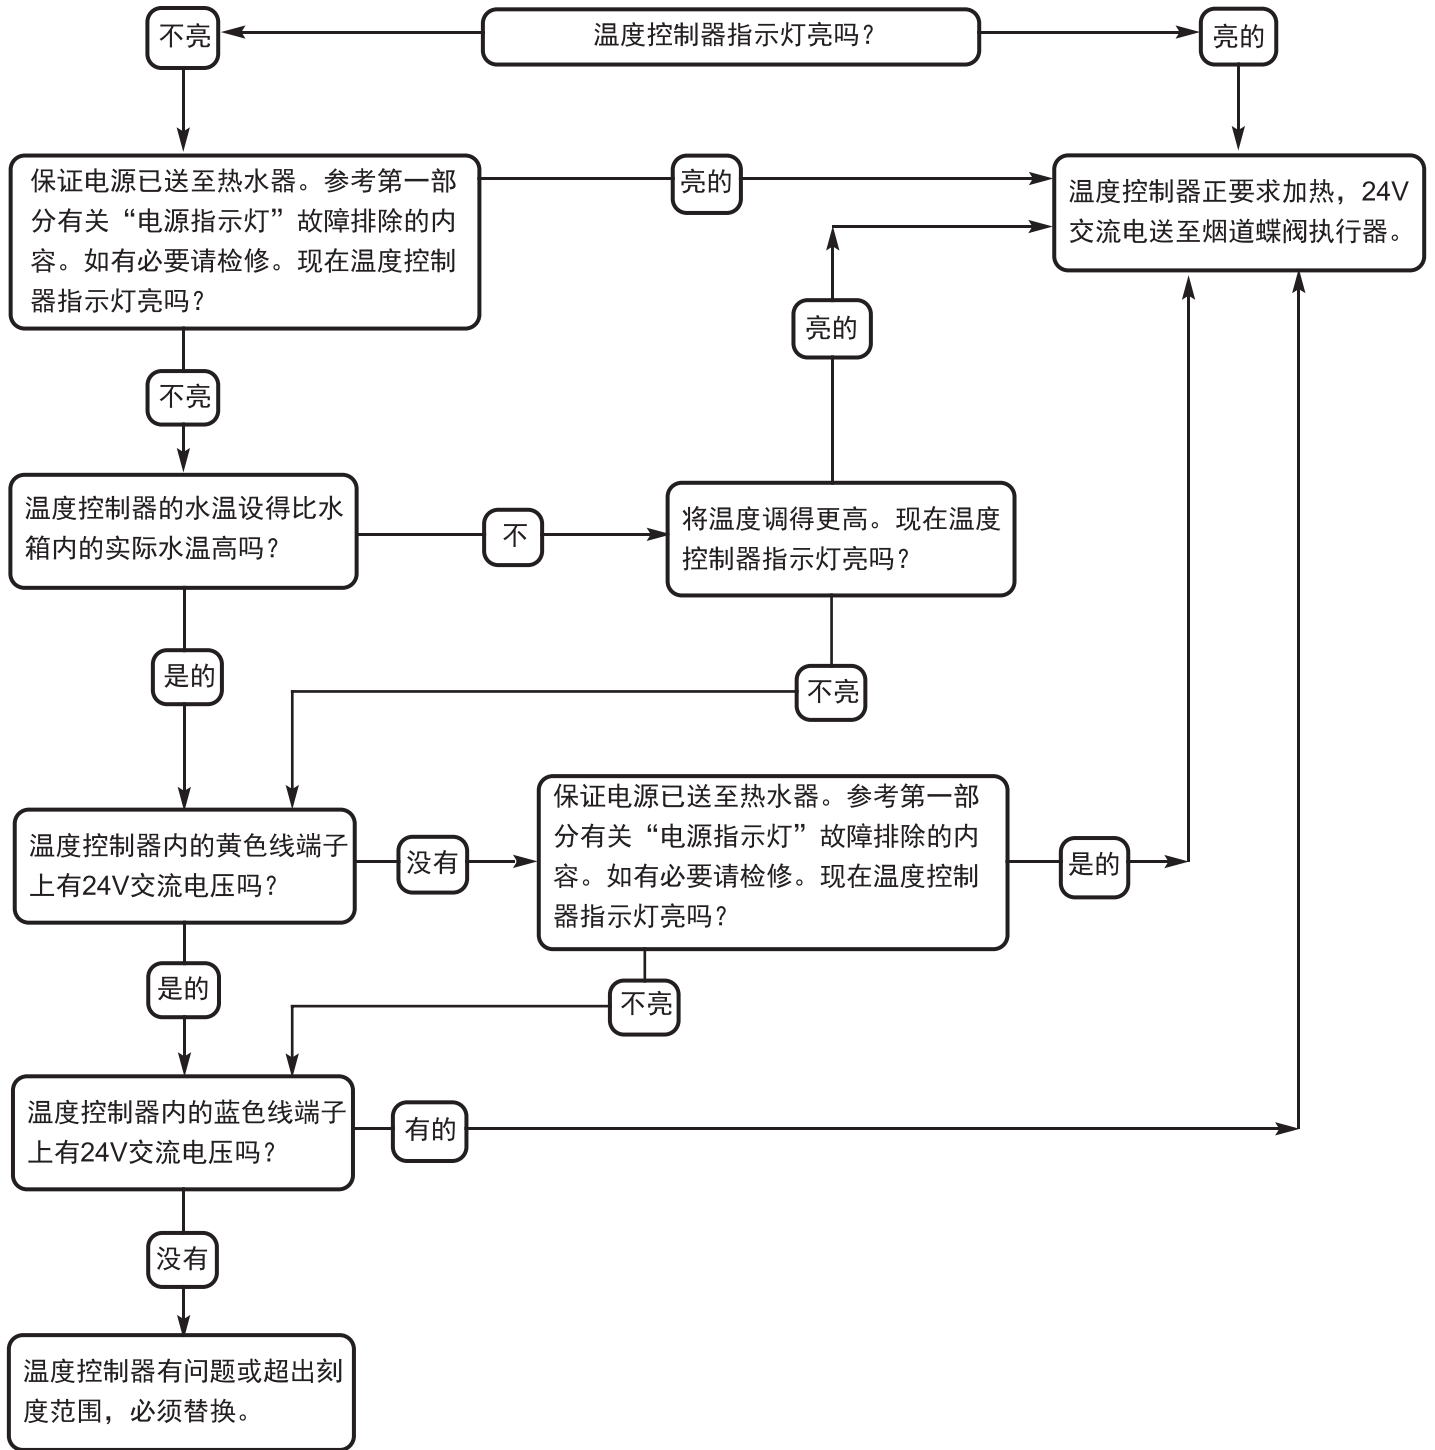 不亮
温度控制器指示灯亮吗？
亮的
保证电源已送至热水器。参考第一部
分有关“电源指示灯”故障排除的内
容。如有必要请检修。现在温度控制
器指示灯亮吗？
亮的
温度控制器正要求加热，24V
交流电送至烟道蝶阀执行器。
亮的
不亮
温度控制器的水温设得比水
箱内的实际水温高吗？
不
将温度调得更高。现在温度
控制器指示灯亮吗？
是的
不亮
温度控制器内的黄色线端子
上有24V交流电压吗？
没有
保证电源已送至热水器。参考第一部
分有关“电源指示灯”故障排除的内
容。如有必要请检修。现在温度控制
器指示灯亮吗？
是的
是的
不亮
温度控制器内的蓝色线端子
上有24V交流电压吗？
有的
没有
温度控制器有问题或超出刻
度范围，必须替换。